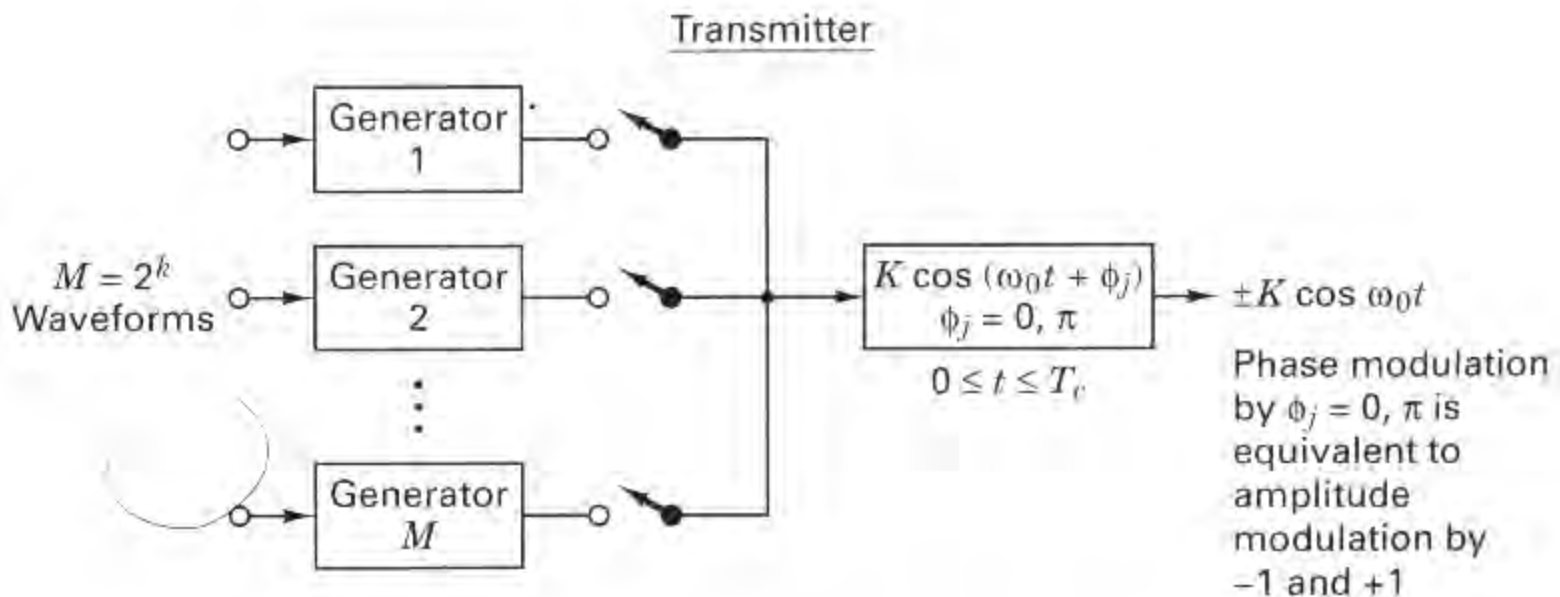 Transmitter
Generator
1
M = 2^k
Waveforms
Generator
2
Generator
M
K cos (ω₀t + ϕⱼ)
ϕⱼ = 0, π
0 ≤ t ≤ T_c
±K cos ω₀t
Phase modulation
by ϕⱼ = 0, π is
equivalent to
amplitude
modulation by
−1 and +1